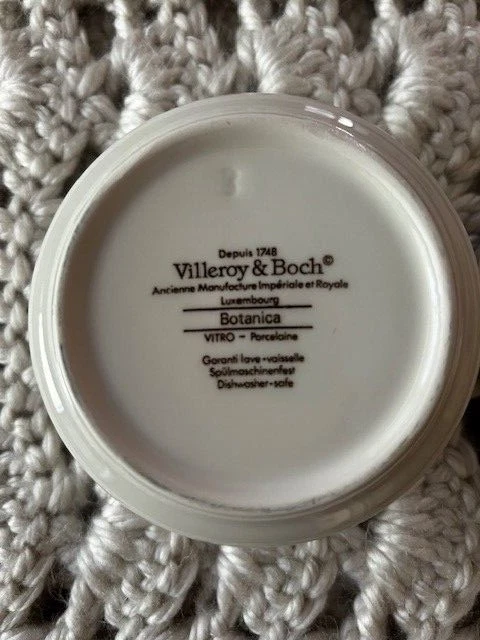 Depuis 1748
Villeroy & Boch©
Ancienne Manufacture Impériale et Royale
Luxembourg
Botanica
VITRO - Porcelaine
Garanti lave-vaisselle
Spülmaschinenfest
Dishwasher-safe